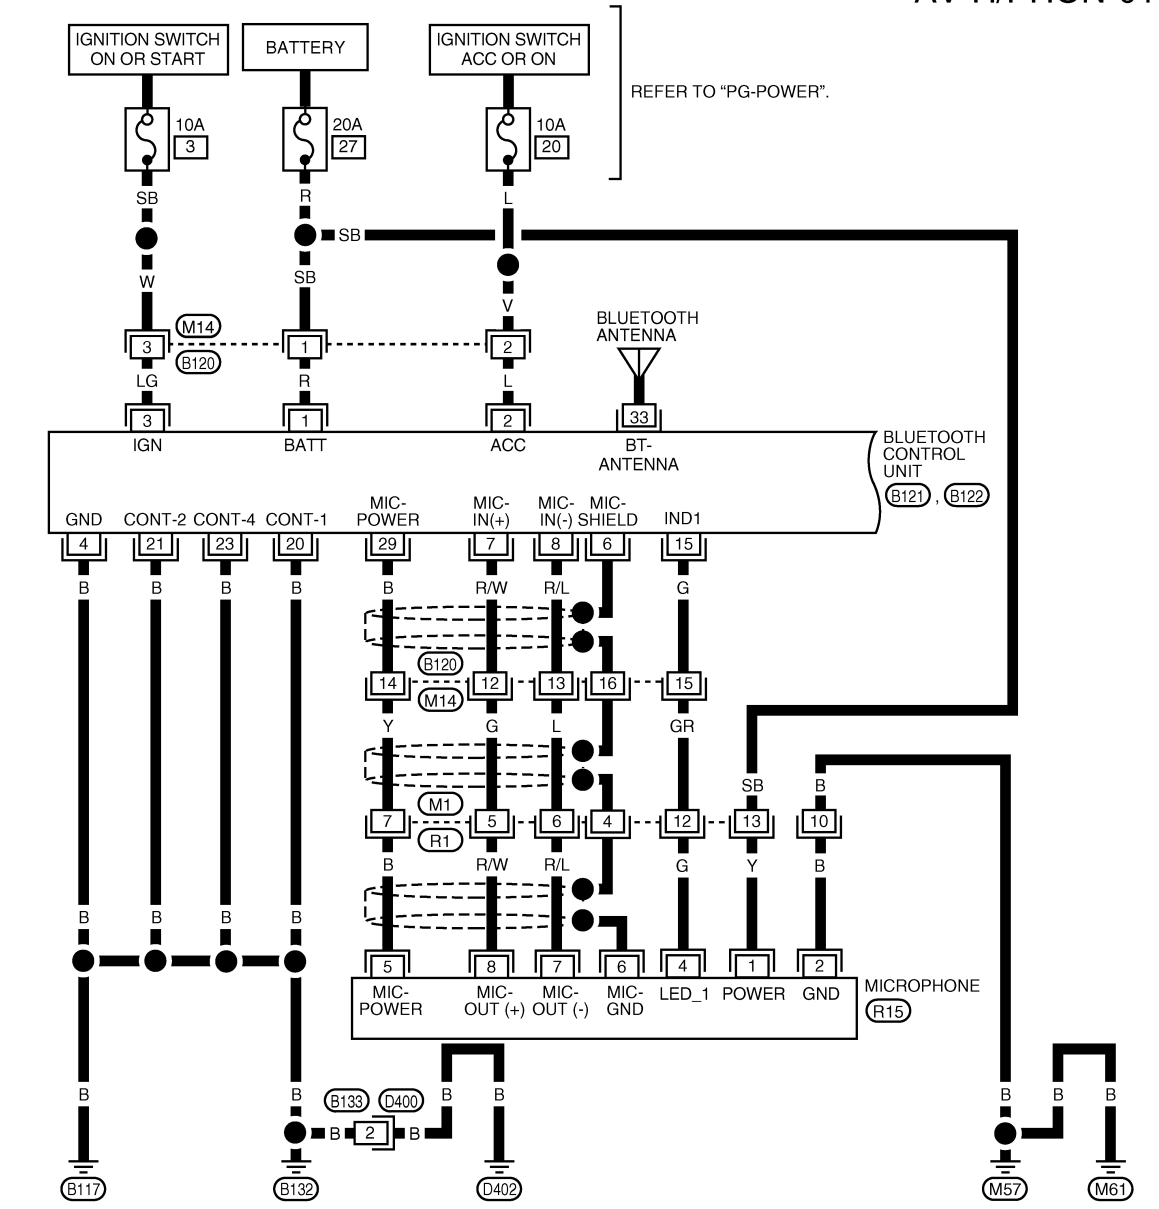 IGNITION SWITCH
ON OR START
BATTERY
IGNITION SWITCH
ACC OR ON
REFER TO “PG-POWER”.
10A
3
20A
27
10A
20
SB
R
L
SB
W
SB
V
M14
B120
3
1
2
BLUETOOTH
ANTENNA
LG
R
L
3
1
2
33
IGN
BATT
ACC
BT-
ANTENNA
BLUETOOTH
CONTROL
UNIT
B121 , B122
GND
CONT-2
CONT-4
CONT-1
MIC-
POWER
MIC-
IN(+)
MIC-
IN(-)
MIC-
SHIELD
IND1
4
21
23
20
29
7
8
6
15
B
B
B
B
B
R/W
R/L
G
B120
M14
14
12
13
16
15
Y
G
L
GR
SB
B
M1
R1
7
5
6
4
12
13
10
B
R/W
R/L
G
Y
B
B
B
B
B
5
8
7
6
4
1
2
MIC-
POWER
MIC-
OUT (+)
MIC-
OUT (-)
MIC-
GND
LED_1
POWER
GND
MICROPHONE
R15
B
B
B133
D400
B
2
B
B
B
B
B
B
B117
B132
D402
M57
M61